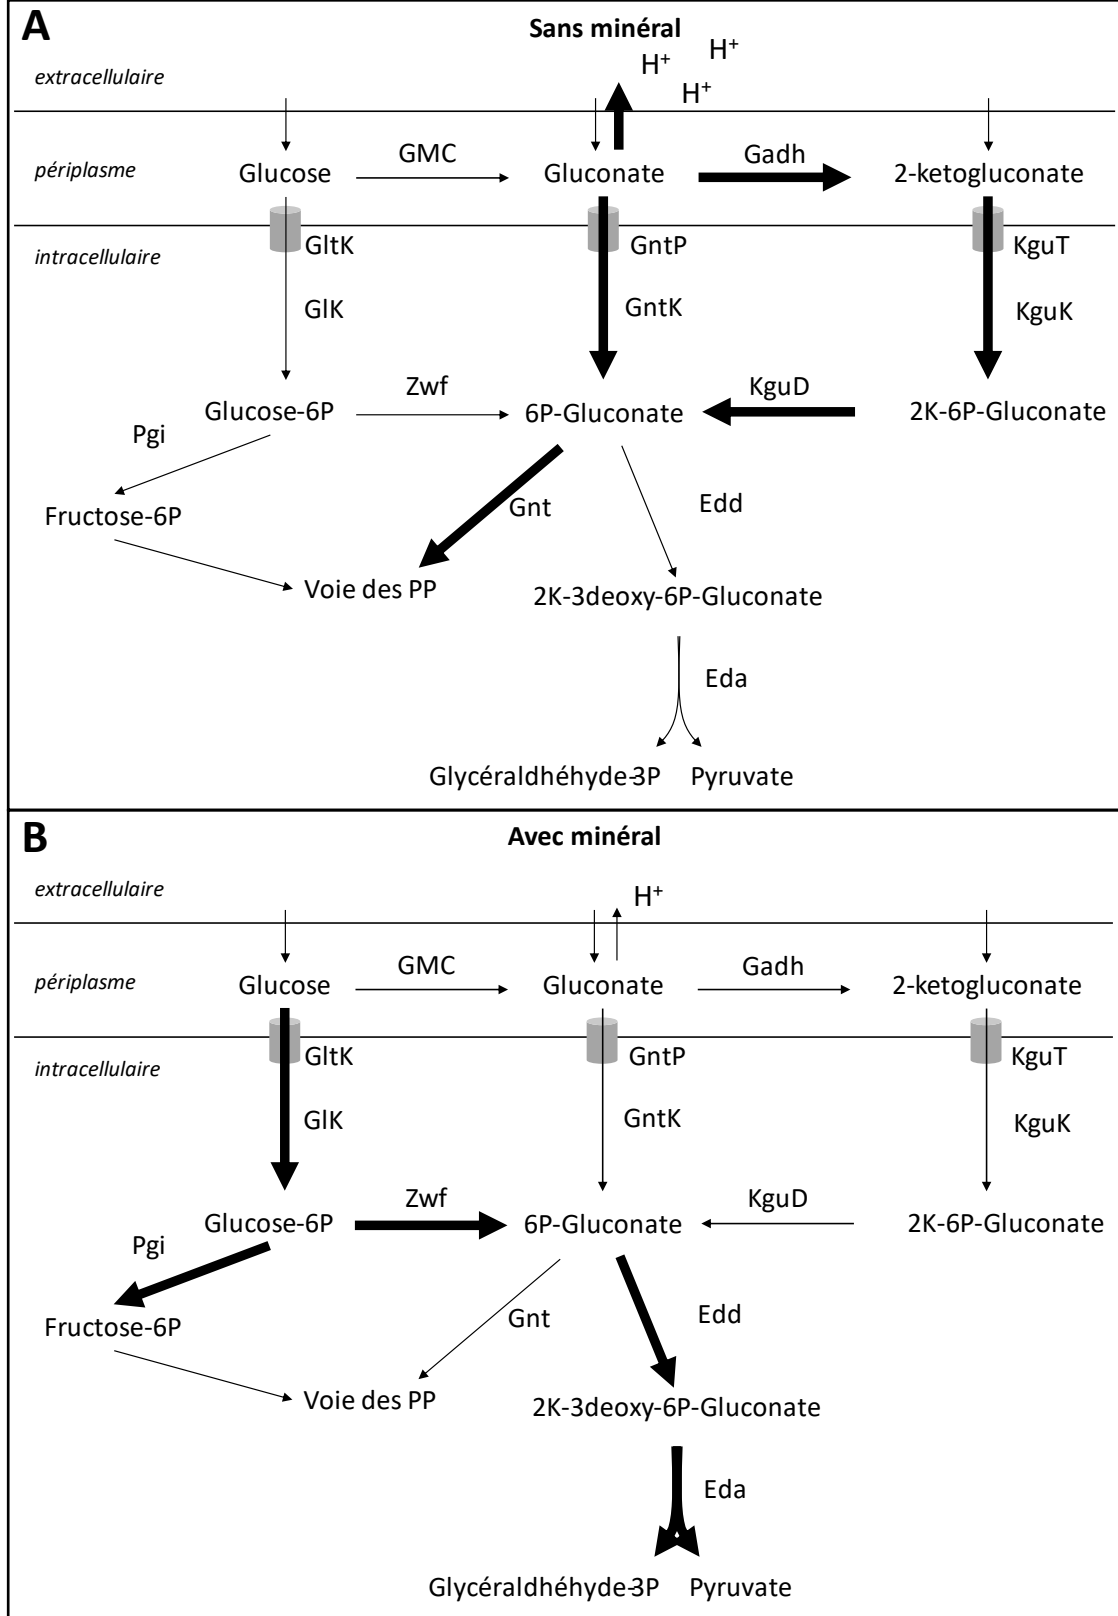 A
Sans minéral
H+
H+
extracellulaire
H+
GMC
Gadh
périplasme
Glucose
Gluconate
2-ketogluconate
intracellulaire
GltK
GntP
KguT
GlK
GntK
KguK
Zwf
KguD
Glucose-6P
6P-Gluconate
2K-6P-Gluconate
Pgi
Fructose-6P
Gnt
Edd
Voie des PP
2K-3deoxy-6P-Gluconate
Eda
Glycéraldhéhyde-3P
Pyruvate
B
Avec minéral
extracellulaire
H+
GMC
Gadh
périplasme
Glucose
Gluconate
2-ketogluconate
intracellulaire
GltK
GntP
KguT
GlK
GntK
KguK
Zwf
KguD
Glucose-6P
6P-Gluconate
2K-6P-Gluconate
Pgi
Fructose-6P
Gnt
Edd
Voie des PP
2K-3deoxy-6P-Gluconate
Eda
Glycéraldhéhyde-3P
Pyruvate